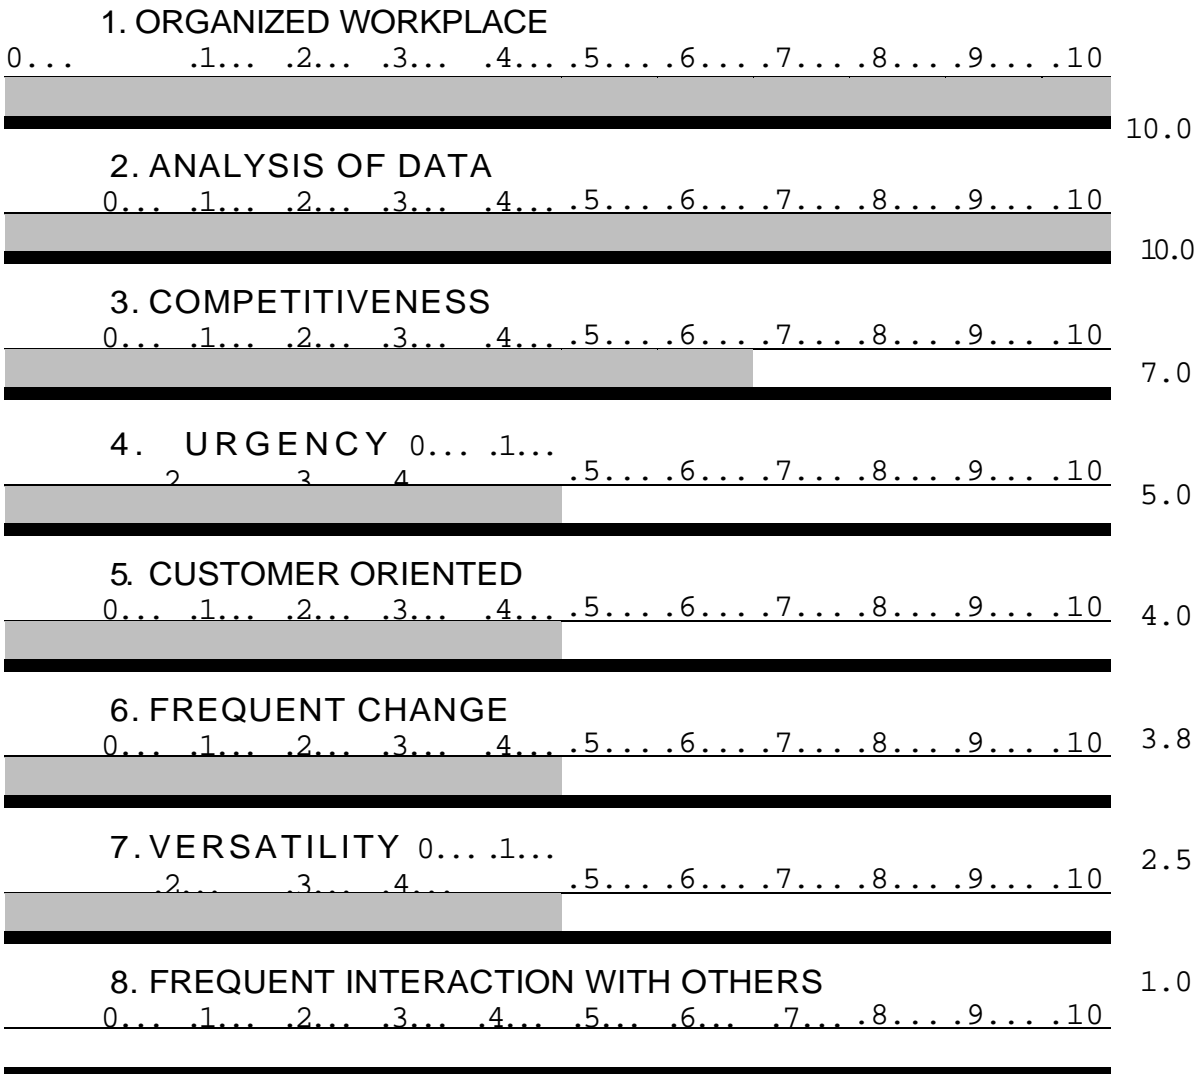 1. ORGANIZED WORKPLACE
0... .1... .2... .3... .4... .5... .6... .7... .8... .9... .10
10.0
2. ANALYSIS OF DATA
0... .1... .2... .3... .4... .5... .6... .7... .8... .9... .10
10.0
3. COMPETITIVENESS
0... .1... .2... .3... .4... .5... .6... .7... .8... .9... .10
7.0
4. URGENCY 0... .1...
2 3 4 .5... .6... .7... .8... .9... .10
5.0
5. CUSTOMER ORIENTED
0... .1... .2... .3... .4... .5... .6... .7... .8... .9... .10
4.0
6. FREQUENT CHANGE
0... .1... .2... .3... .4... .5... .6... .7... .8... .9... .10
3.8
7. VERSATILITY 0... .1...
.2... .3... .4... .5... .6... .7... .8... .9... .10
2.5
8. FREQUENT INTERACTION WITH OTHERS
0... .1... .2... .3... .4... .5... .6... .7... .8... .9... .10
1.0